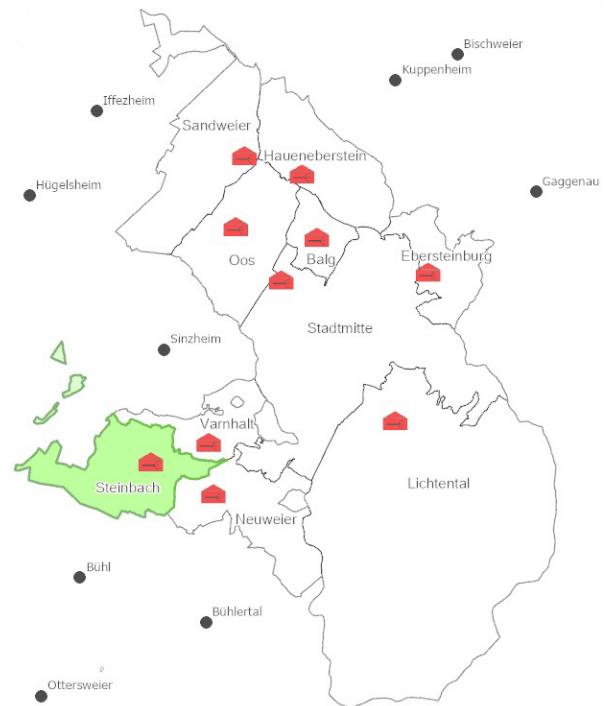 Bischweier
Kuppenheim
Iffezheim
Sandweier
Haueneberstein
Hügelsheim
Gaggenau
Ebersteinburg
Oos
Balg
Stadtmitte
Sinzheim
Varnhalt
Steinbach
Lichtental
Neuweier
Bühl
Bühlertal
Ottersweier